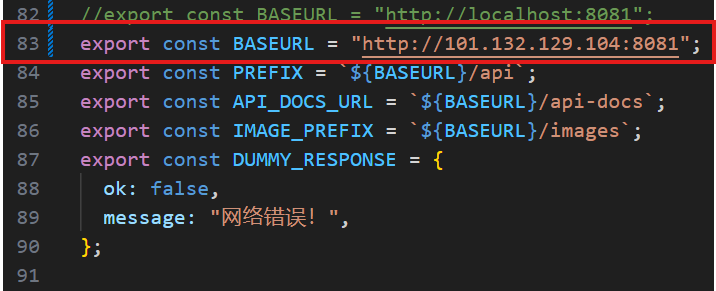 82 //export const BASEURL = "http://localhost:8081";
83 export const BASEURL = "http://101.132.129.104:8081";
84 export const PREFIX = `${BASEURL}/api`;
85 export const API_DOCS_URL = `${BASEURL}/api-docs`;
86 export const IMAGE_PREFIX = `${BASEURL}/images`;
87 export const DUMMY_RESPONSE = {
88 ok: false,
89 message: "网络错误！",
90 };
91